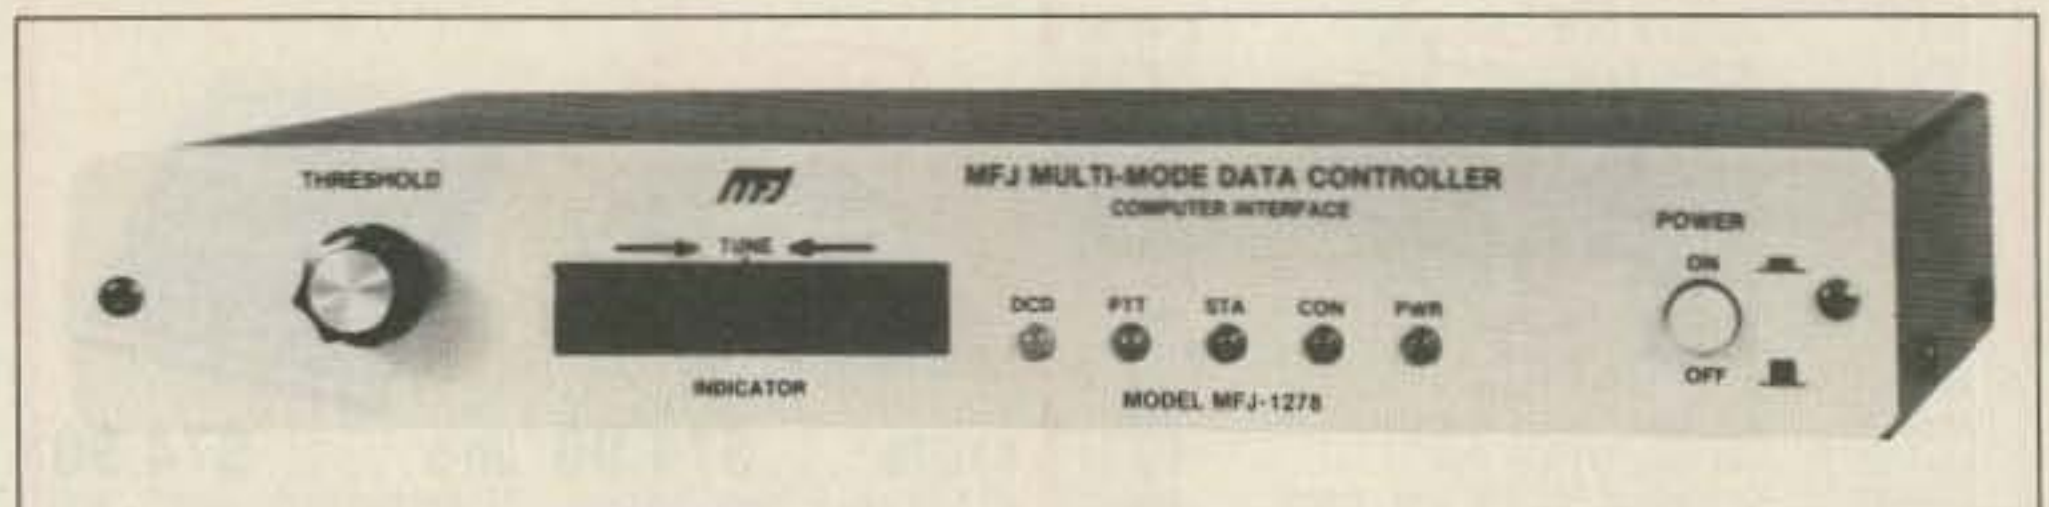 THRESHOLD
MFJ
TUNE
INDICATOR
MFJ MULTI-MODE DATA CONTROLLER
COMPUTER INTERFACE
DCD PTT STA CON PWR
MODEL MFJ-1278
POWER
ON
OFF